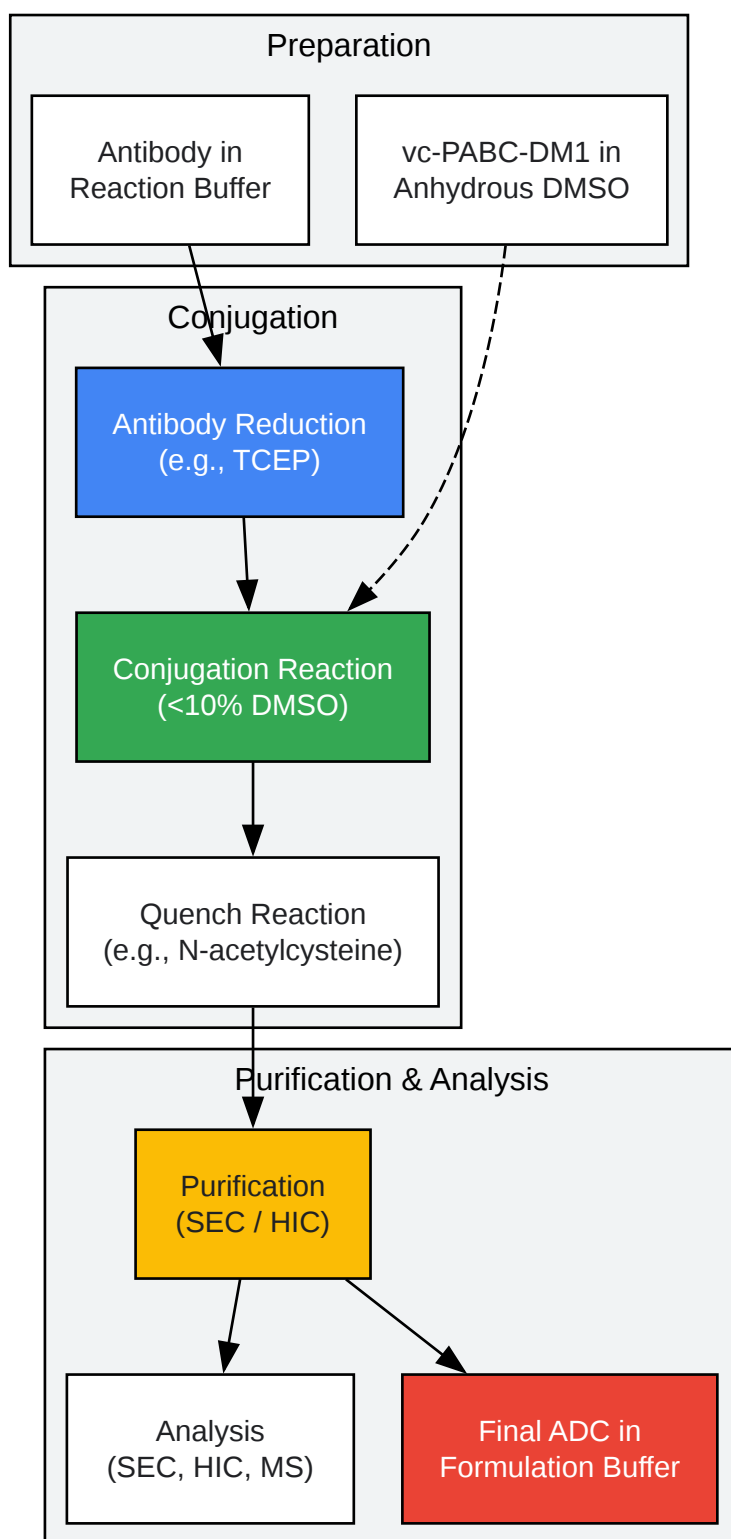 Preparation
Antibody in
Reaction Buffer
vc-PABC-DM1 in
Anhydrous DMSO
Conjugation
Antibody Reduction
(e.g., TCEP)
Conjugation Reaction
(<10% DMSO)
Quench Reaction
(e.g., N-acetylcysteine)
Purification & Analysis
Purification
(SEC / HIC)
Analysis
(SEC, HIC, MS)
Final ADC in
Formulation Buffer